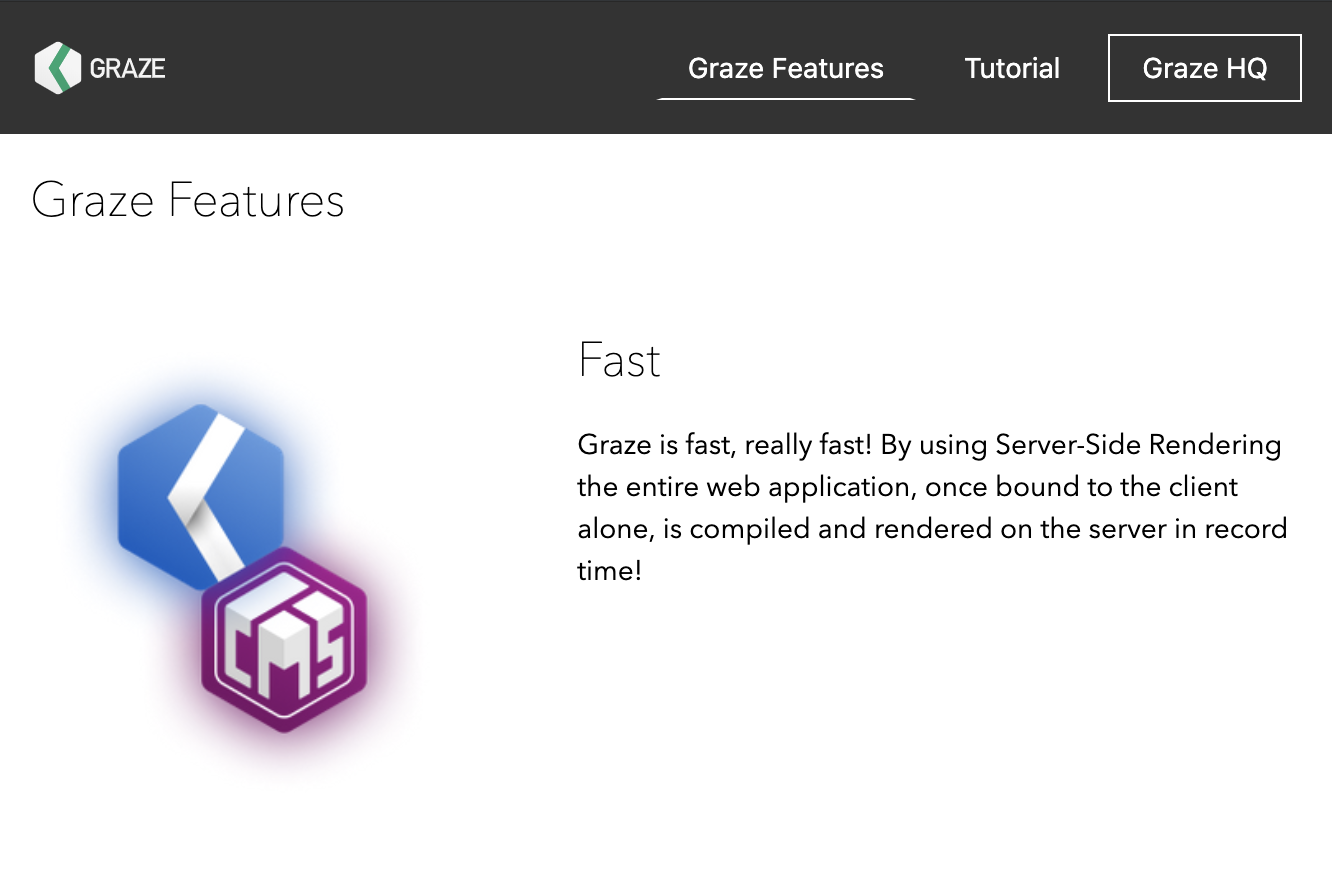 GRAZE
Graze Features
Tutorial
Graze HQ
Graze Features
Fast
Graze is fast, really fast! By using Server-Side Rendering
the entire web application, once bound to the client
alone, is compiled and rendered on the server in record
time!
CMS